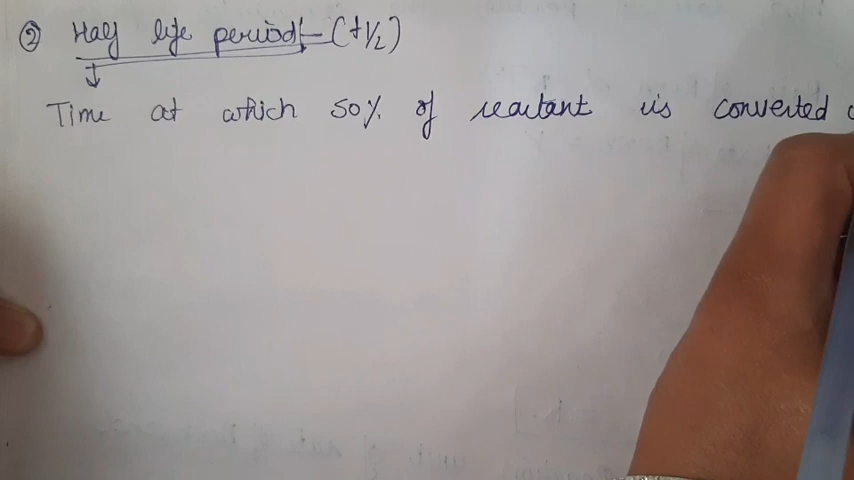 ② Half life period:- (t1/2)
Time at which 50% of reactant is converted